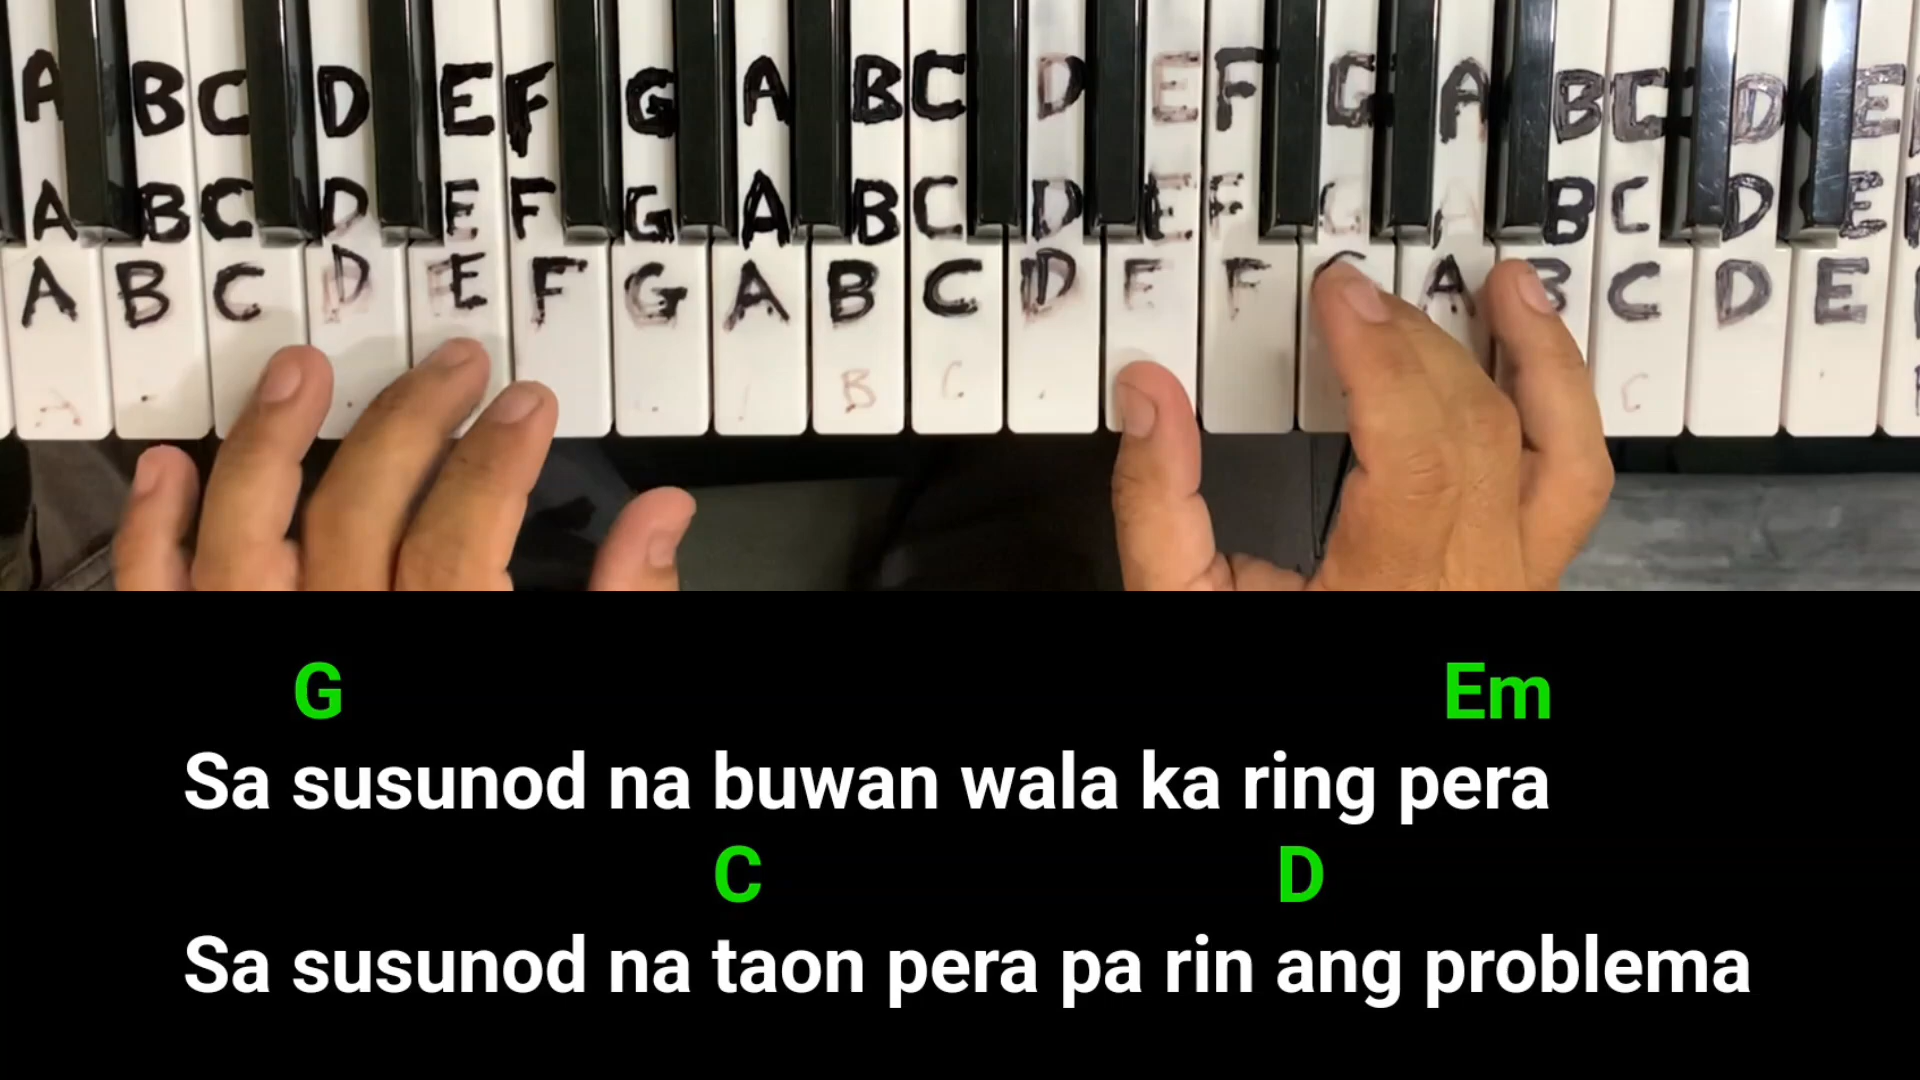 A B C D E F G A B C D E F G A B C D E
A B C D E F G A B C D E F G A B C D E
A B C D E F G A B C D E F G A B C D E
A B C C
G Em
Sa susunod na buwan wala ka ring pera
C D
Sa susunod na taon pera pa rin ang problema